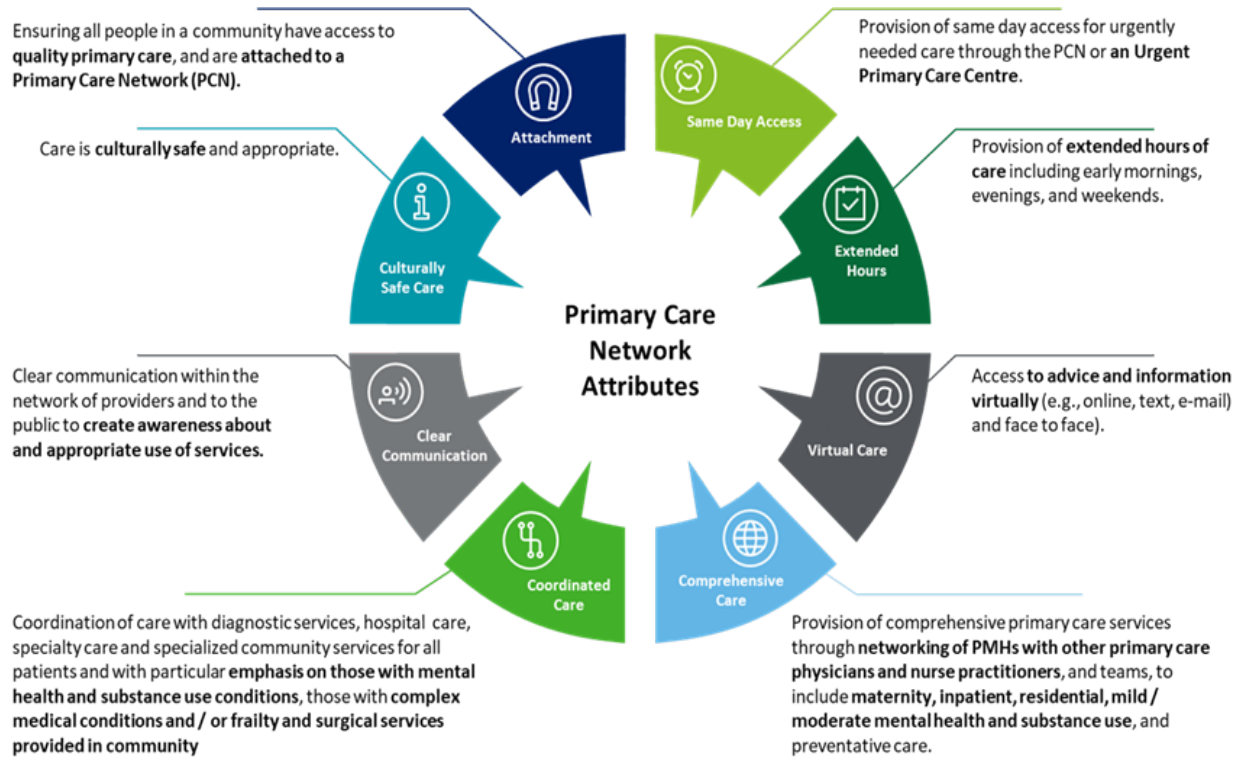 Ensuring all people in a community have access to
quality primary care, and are attached to a
Primary Care Network (PCN).
Attachment
Provision of same day access for urgently
needed care through the PCN or an Urgent
Primary Care Centre.
Same Day Access
Care is culturally safe and appropriate.
Culturally
Safe Care
Provision of extended hours of
care including early mornings,
evenings, and weekends.
Extended
Hours
Primary Care
Network
Attributes
Clear communication within the
network of providers and to the
public to create awareness about
and appropriate use of services.
Clear
Communication
Access to advice and information
virtually (e.g., online, text, e-mail)
and face to face).
@
Virtual Care
Coordinated
Care
Coordination of care with diagnostic services, hospital care,
specialty care and specialized community services for all
patients and with particular emphasis on those with mental
health and substance use conditions, those with complex
medical conditions and / or frailty and surgical services
provided in community
Comprehensive
Care
Provision of comprehensive primary care services
through networking of PMHs with other primary care
physicians and nurse practitioners, and teams, to
include maternity, inpatient, residential, mild /
moderate mental health and substance use, and
preventative care.